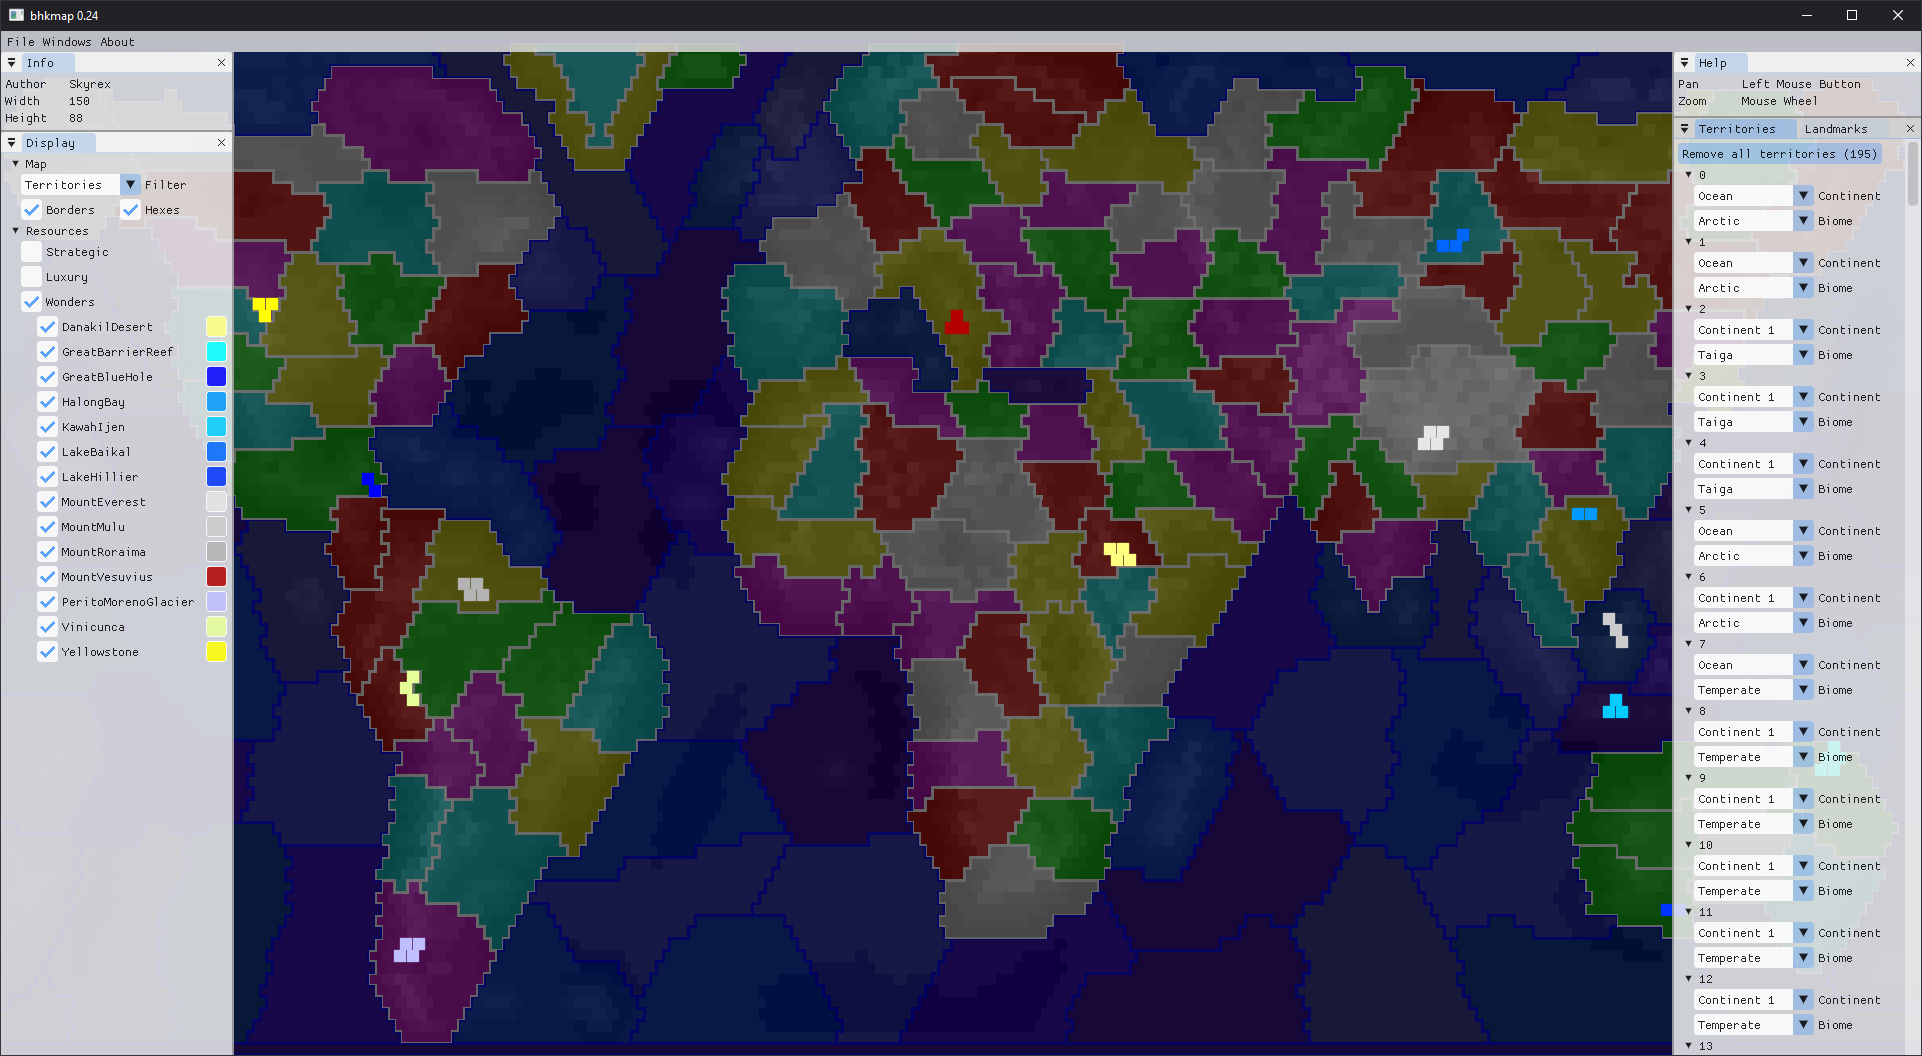 bhkmap 0.24
File Windows About
Info
Author Skyrex
Width 150
Height 88
Display
Map
Territories Filter
Borders Hexes
Resources
Strategic
Luxury
Wonders
DanakilDesert
GreatBarrierReef
GreatBlueHole
HalongBay
KawahIjen
LakeBaikal
LakeHillier
MountEverest
MountMulu
MountRoraima
MountVesuvius
PeritoMorenoGlacier
Vinicunca
Yellowstone
Help
Pan Left Mouse Button
Zoom Mouse Wheel
Territories Landmarks
Remove all territories (195)
0
Ocean Continent
Arctic Biome
1
Ocean Continent
Arctic Biome
2
Continent 1 Continent
Taiga Biome
3
Continent 1 Continent
Taiga Biome
4
Continent 1 Continent
Taiga Biome
5
Ocean Continent
Arctic Biome
6
Continent 1 Continent
Arctic Biome
7
Ocean Continent
Temperate Biome
8
Continent 1 Continent
Temperate Biome
9
Continent 1 Continent
Temperate Biome
10
Continent 1 Continent
Temperate Biome
11
Continent 1 Continent
Temperate Biome
12
Continent 1 Continent
Temperate Biome
13